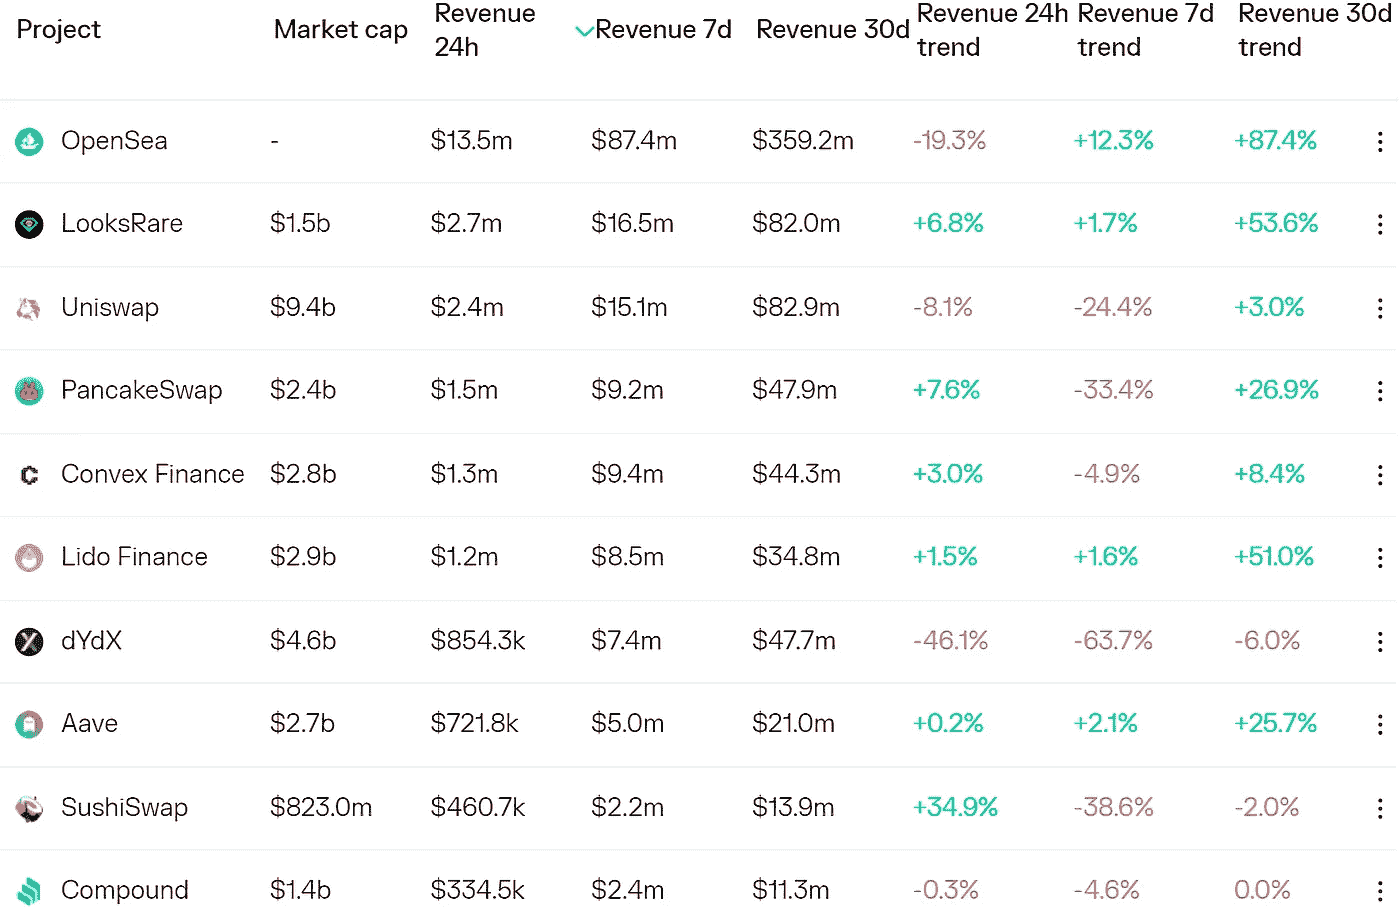 Project Market cap Revenue 24h Revenue 7d Revenue 30d Revenue 24h trend Revenue 7d trend Revenue 30d trend
OpenSea - $13.5m $87.4m $359.2m -19.3% +12.3% +87.4%
LooksRare $1.5b $2.7m $16.5m $82.0m +6.8% +1.7% +53.6%
Uniswap $9.4b $2.4m $15.1m $82.9m -8.1% -24.4% +3.0%
PancakeSwap $2.4b $1.5m $9.2m $47.9m +7.6% -33.4% +26.9%
Convex Finance $2.8b $1.3m $9.4m $44.3m +3.0% -4.9% +8.4%
Lido Finance $2.9b $1.2m $8.5m $34.8m +1.5% +1.6% +51.0%
dYdX $4.6b $854.3k $7.4m $47.7m -46.1% -63.7% -6.0%
Aave $2.7b $721.8k $5.0m $21.0m +0.2% +2.1% +25.7%
SushiSwap $823.0m $460.7k $2.2m $13.9m +34.9% -38.6% -2.0%
Compound $1.4b $334.5k $2.4m $11.3m -0.3% -4.6% 0.0%